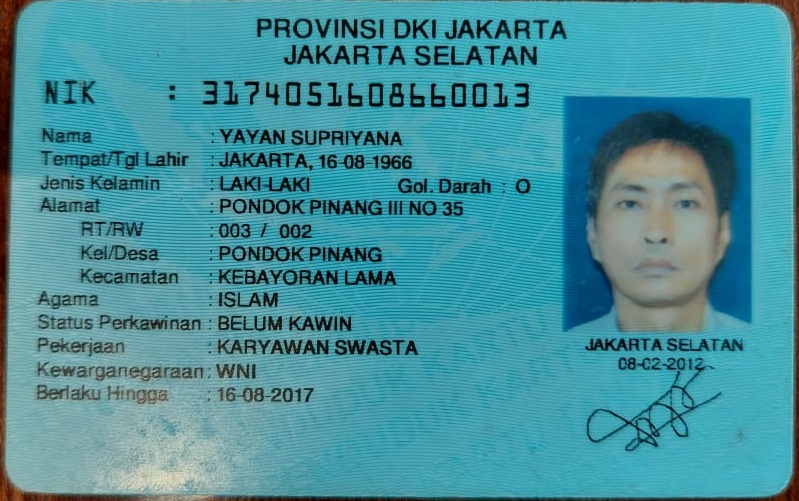 PROVINSI DKI JAKARTA
JAKARTA SELATAN
NIK : 3174051608660013
Nama : YAYAN SUPRIYANA
Tempat/Tgl Lahir : JAKARTA, 16-08-1966
Jenis Kelamin : LAKI-LAKI Gol. Darah : O
Alamat : PONDOK PINANG III NO 35
RT/RW : 003 / 002
Kel/Desa : PONDOK PINANG
Kecamatan : KEBAYORAN LAMA
Agama : ISLAM
Status Perkawinan : BELUM KAWIN
Pekerjaan : KARYAWAN SWASTA
Kewarganegaraan: WNI
Berlaku Hingga : 16-08-2017
JAKARTA SELATAN
08-02-2012